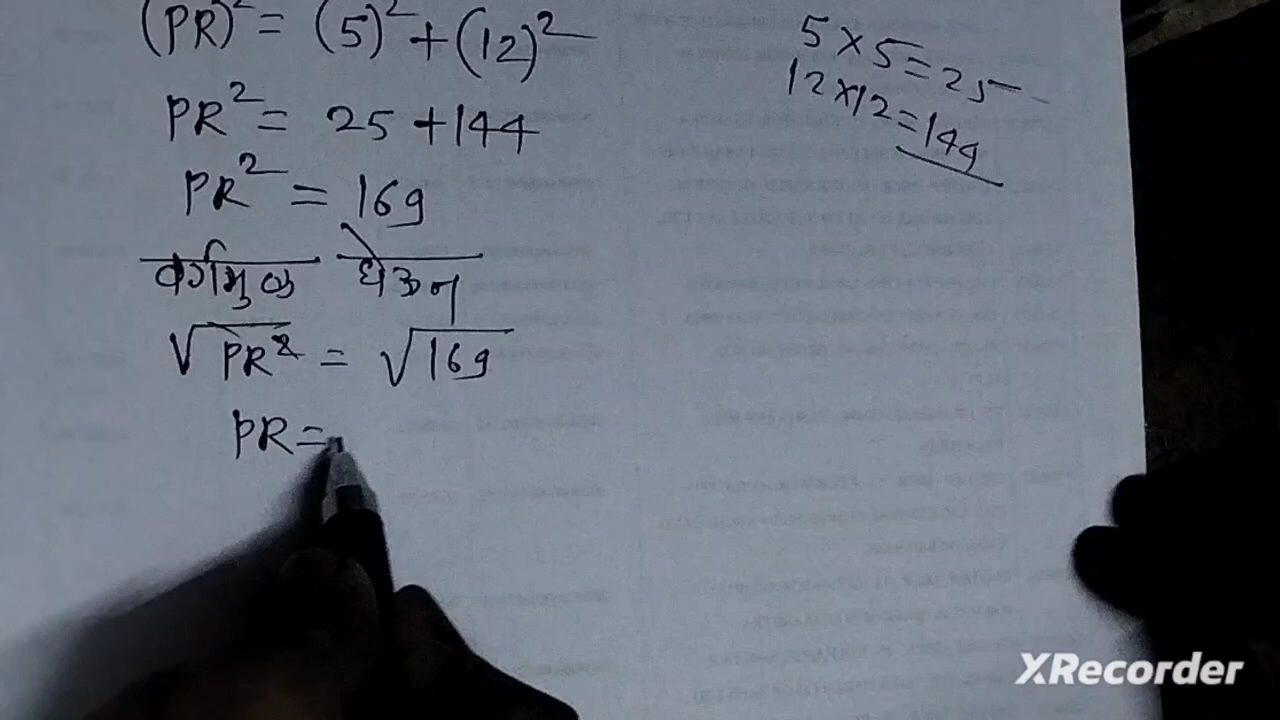 (PR)² = (5)² + (12)²
PR² = 25 + 144
PR² = 169
वर्गमुळ घेऊन
√PR² = √169
PR =
5 × 5 = 25
12 × 12 = 144
XRecorder